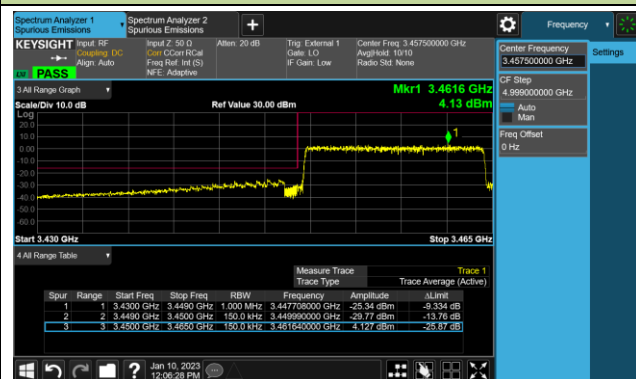 Spectrum Analyzer 1
Spurious Emissions
Spectrum Analyzer 2
Spurious Emissions
Frequency
KEYSIGHT
Input: RF
Coupling: DC
Align: Auto
Input Z: 50 Ω
Corr CCorr RCal
Freq Ref: Int (S)
NFE: Adaptive
Atten: 20 dB
Trig: External 1
Gate: LO
IF Gain: Low
Center Freq: 3.457500000 GHz
Avg|Hold: 10/10
Radio Std: None
PASS
Center Frequency
3.457500000 GHz
Settings
CF Step
4.999000000 GHz
Auto
Man
Freq Offset
0 Hz
3 All Range Graph
Mkr1 3.4616 GHz
Scale/Div 10.0 dB
Ref Value 30.00 dBm
4.13 dBm
Log
20.0
10.0
0.00
-10.0
-20.0
-30.0
-40.0
-50.0
-60.0
1
Start 3.430 GHz
Stop 3.465 GHz
4 All Range Table
Measure Trace Trace 1
Trace Type Trace Average (Active)
Spur Range Start Freq Stop Freq RBW Frequency Amplitude ΔLimit
1 1 3.4300 GHz 3.4490 GHz 1.000 MHz 3.447708000 GHz -25.34 dBm -9.334 dB
2 2 3.4490 GHz 3.4500 GHz 150.0 kHz 3.449990000 GHz -29.77 dBm -13.76 dB
3 3 3.4500 GHz 3.4650 GHz 150.0 kHz 3.461640000 GHz 4.127 dBm -25.87 dB
Jan 10, 2023
12:06:28 PM